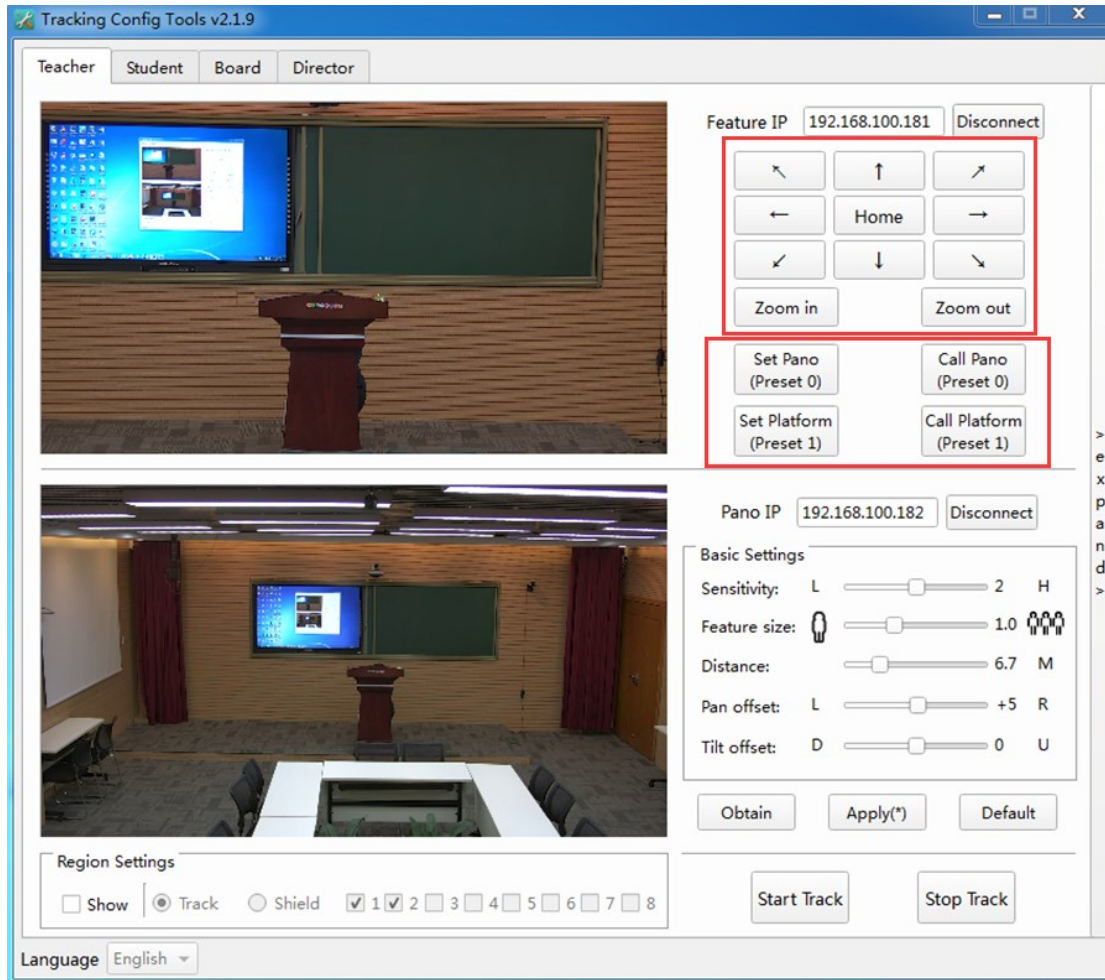 Tracking Config Tools v2.1.9
Teacher Student Board Director
Feature IP 192.168.100.181 Disconnect
↖ ↑ ↗
← Home →
↙ ↓ ↘
Zoom in Zoom out
Set Pano Call Pano
(Preset 0) (Preset 0)
Set Platform Call Platform
(Preset 1) (Preset 1)
> expand >
Pano IP 192.168.100.182 Disconnect
Basic Settings
Sensitivity: L 2 H
Feature size: 1.0
Distance: 6.7 M
Pan offset: L +5 R
Tilt offset: D 0 U
Obtain Apply(*) Default
Region Settings
Show Track Shield 1 2 3 4 5 6 7 8
Start Track Stop Track
Language English